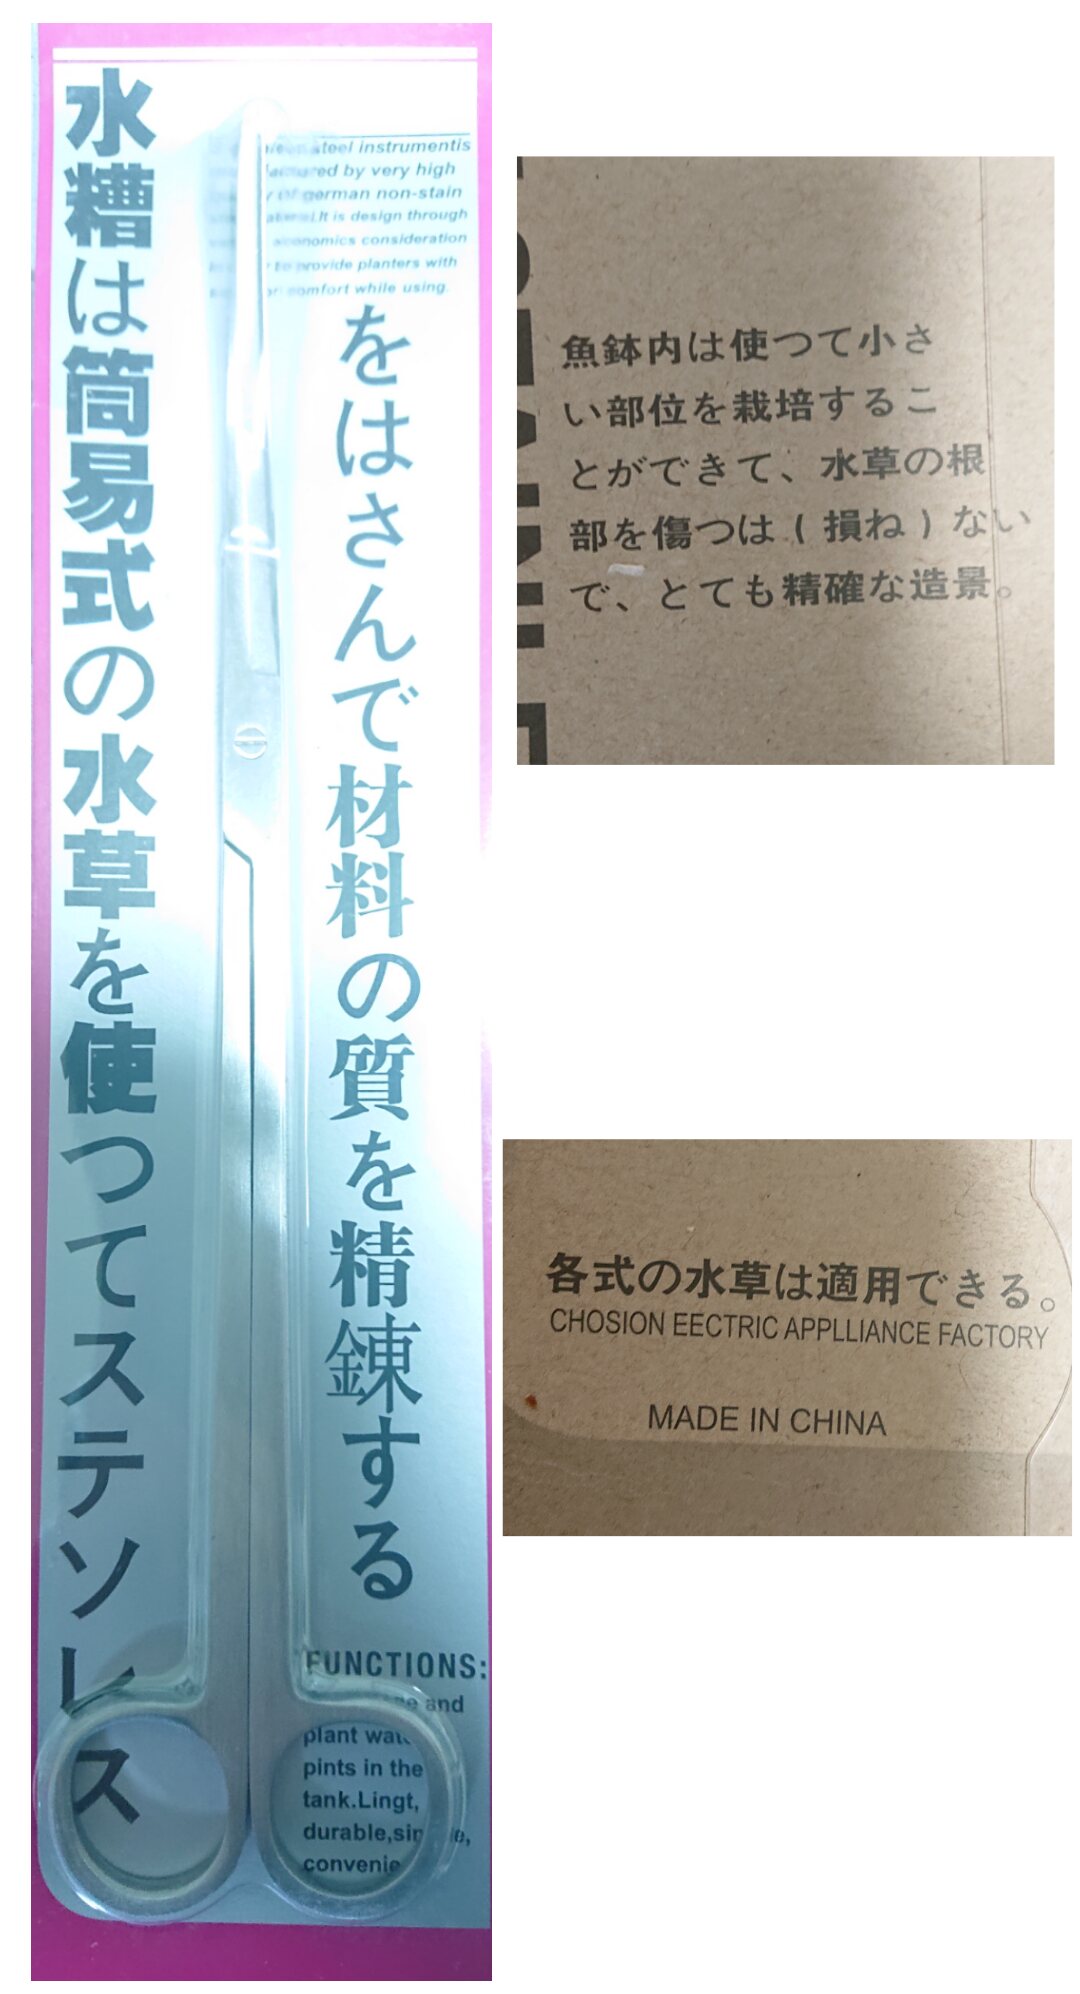 水糟は筒易式の水草を使つてステソレス
steel instrumentis
by very high
german non-stain
It is design through
consideration
to provide planters with
comfort while using.
をはさんで材料の質を精錬する
FUNCTIONS:
and
plant
pints in the
tank.Lingt,
durable,
魚鉢内は使つて小さ
い部位を栽培するこ
とができて、水草の根
部を傷つは(損ね)ない
で、とても精確な造景。
各式の水草は適用できる。
CHOSION EECTRIC APPLLIANCE FACTORY
MADE IN CHINA